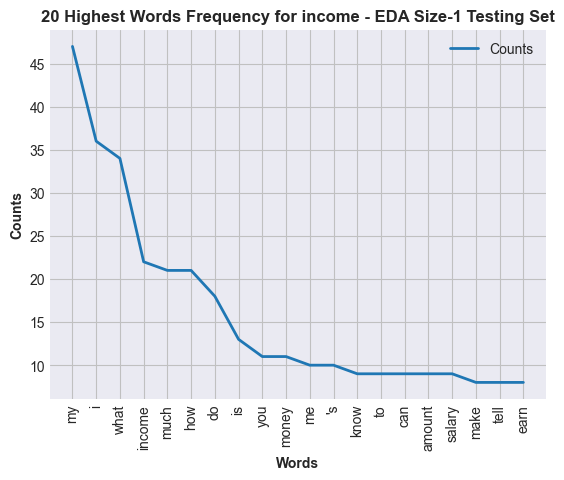 20 Highest Words Frequency for income - EDA Size-1 Testing Set
Counts
45
40
35
30
25
20
15
10
Counts
my
i
what
income
much
how
do
is
you
money
me
's
know
to
can
amount
salary
make
tell
earn
Words